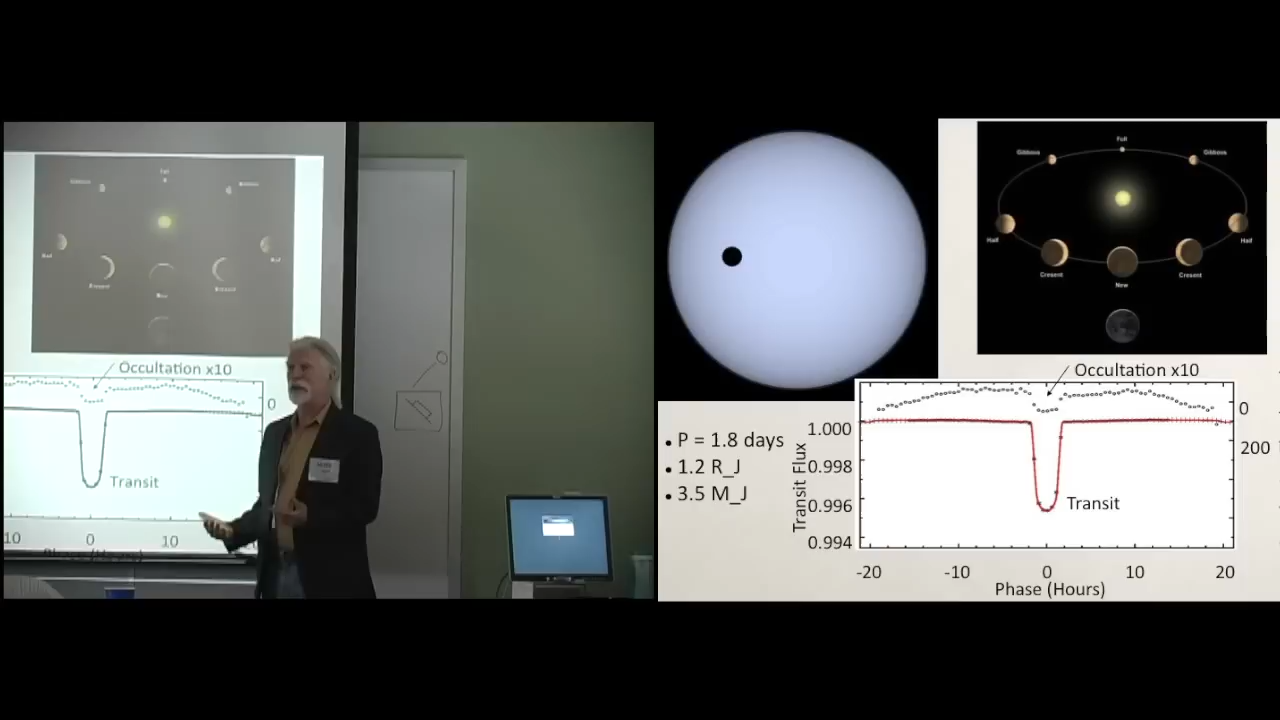 Occultation x10
0
Transit
10
0
10
Phase (Hours)
Full
Gibbous
Gibbous
Half
Half
Cresent
Cresent
New
Occultation x10
• P = 1.8 days
• 1.2 R_J
• 3.5 M_J
Transit Flux
1.000
0.998
0.996
0.994
0
200
Transit
-20
-10
0
10
20
Phase (Hours)